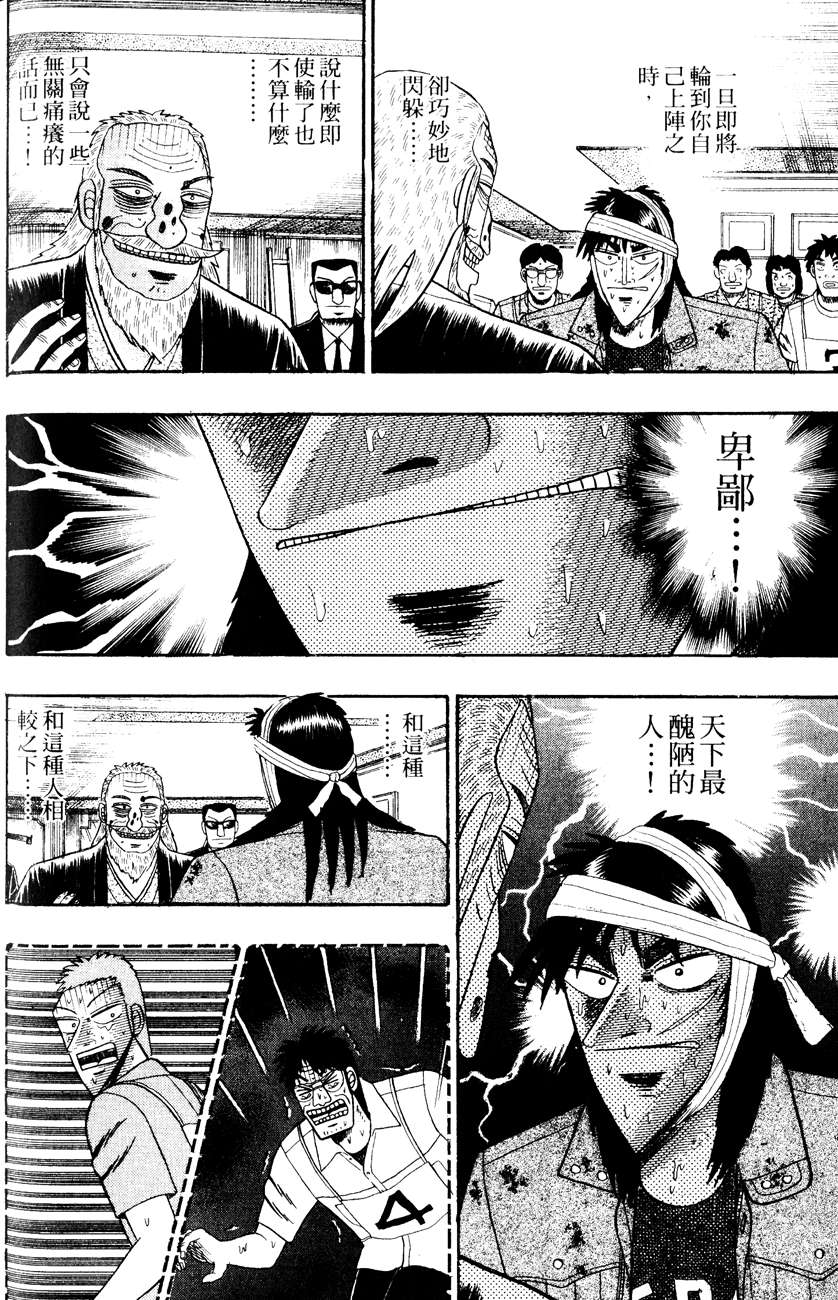 一旦即將
輪到你自
己上陣之
時，
卻巧妙地
閃躲……
說什麼即
使輸了也
不算什麼
………
只會說一些
無關痛癢的
話而已…！
卑鄙…！
天下最
醜陋的
人…！
和這種
……
和這種人相
較之下……
4